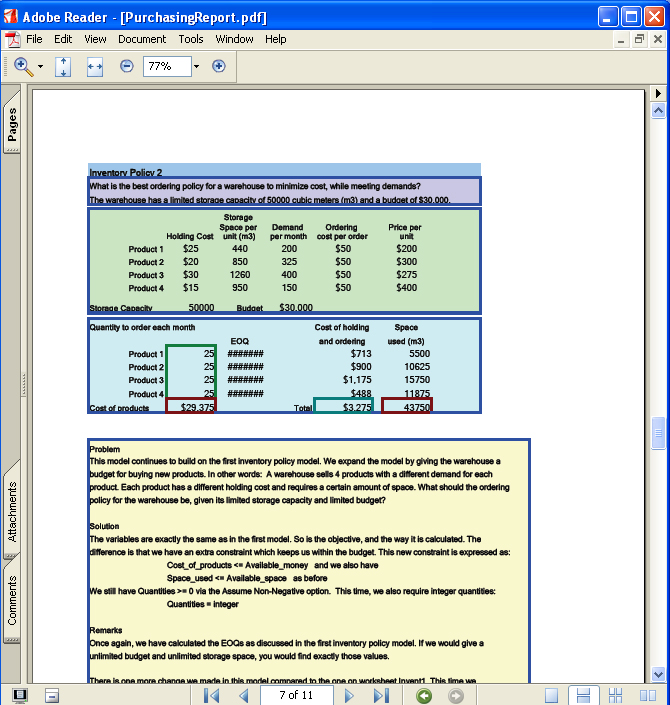 Adobe Reader - [PurchasingReport.pdf]
File Edit View Document Tools Window Help
77%
Pages
Attachments
Comments
Inventory Policy 2
What is the best ordering policy for a warehouse to minimize cost, while meeting demands?
The warehouse has a limited storage capacity of 50000 cubic meters (m3) and a budget of $30,000.
Storage
Space per Demand Ordering Price per
Holding Cost unit (m3) per month cost per order unit
Product 1 $25 440 200 $50 $200
Product 2 $20 850 325 $50 $300
Product 3 $30 1260 400 $50 $275
Product 4 $15 950 150 $50 $400
Storage Capacity 50000 Budget $30,000
Quantity to order each month Cost of holding Space
EOQ and ordering used (m3)
Product 1 25 ####### $713 5500
Product 2 25 ####### $900 10625
Product 3 25 ####### $1,175 15750
Product 4 25 ####### $488 11875
Cost of products $29,375 Total $3,275 43750
Problem
This model continues to build on the first inventory policy model. We expand the model by giving the warehouse a
budget for buying new products. In other words: A warehouse sells 4 products with a different demand for each
product. Each product has a different holding cost and requires a certain amount of space. What should the ordering
policy for the warehouse be, given its limited storage capacity and limited budget?
Solution
The variables are exactly the same as in the first model. So is the objective, and the way it is calculated. The
difference is that we have an extra constraint which keeps us within the budget. This new constraint is expressed as:
Cost_of_products <= Available_money and we also have
Space_used <= Available_space as before
We still have Quantities >= 0 via the Assume Non-Negative option. This time, we also require integer quantities:
Quantities = integer
Remarks
Once again, we have calculated the EOQs as discussed in the first inventory policy model. If we would give a
unlimited budget and unlimited storage space, you would find exactly those values.
There is one more change we made in this model compared to the one on worksheet Invent1. This time we
7 of 11